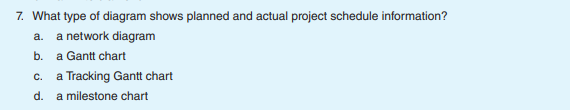 7. What type of diagram shows planned and actual project schedule information?
a. a network diagram
b. a Gantt chart
c. a Tracking Gantt chart
d. a milestone chart